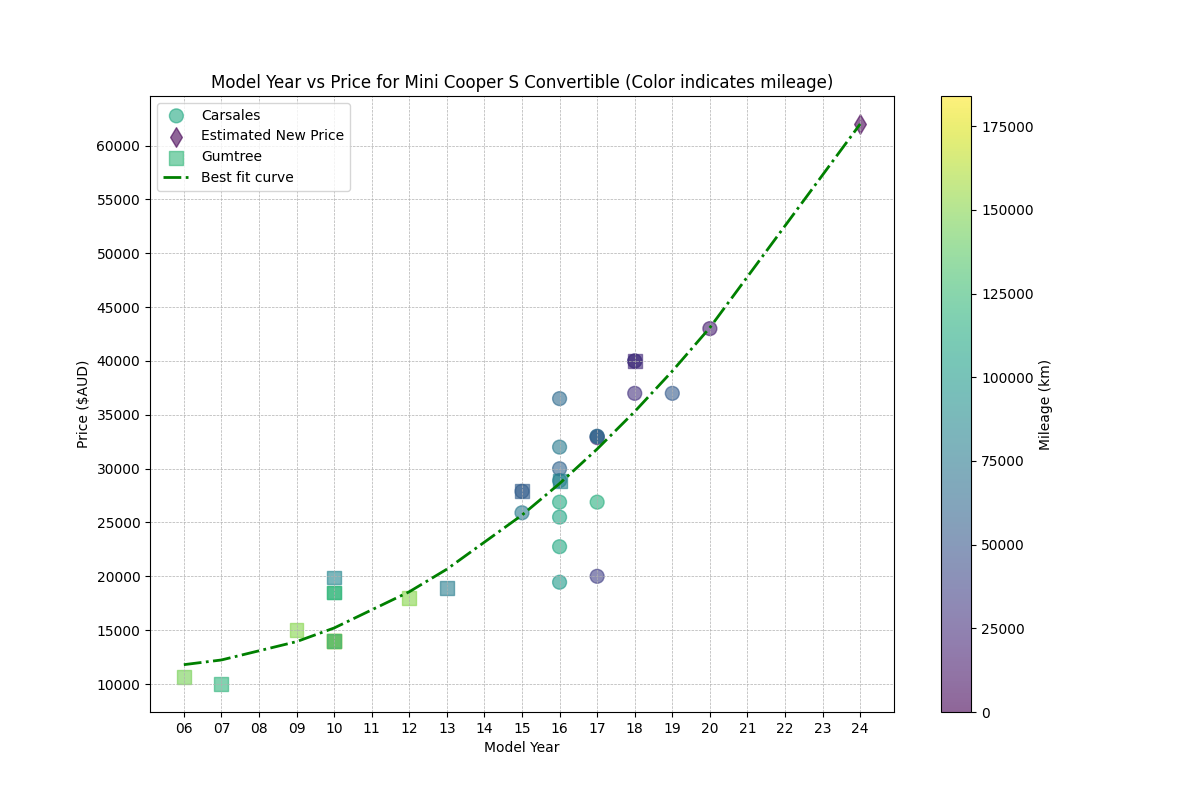 Model Year vs Price for Mini Cooper S Convertible (Color indicates mileage)
Carsales
Estimated New Price
Gumtree
Best fit curve
60000
55000
50000
45000
40000
35000
30000
25000
20000
15000
10000
Price ($AUD)
06 07 08 09 10 11 12 13 14 15 16 17 18 19 20 21 22 23 24
Model Year
175000
150000
125000
100000
75000
50000
25000
0
Mileage (km)